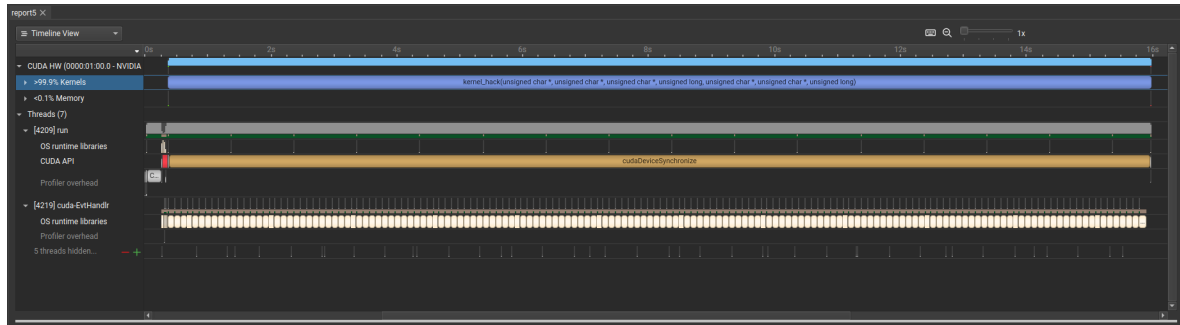 report5 ×
Timeline View
1x
0s 2s 4s 6s 8s 10s 12s 14s 16s
CUDA HW (0000:01:00.0 - NVIDIA
>99.9% Kernels
kernel_hack(unsigned char *, unsigned char *, unsigned char *, unsigned long, unsigned char *, unsigned char *, unsigned long)
<0.1% Memory
Threads (7)
[4209] run
OS runtime libraries
CUDA API
cudaDeviceSynchronize
Profiler overhead
C...
[4219] cuda-EvtHandlr
OS runtime libraries
Profiler overhead
5 threads hidden...